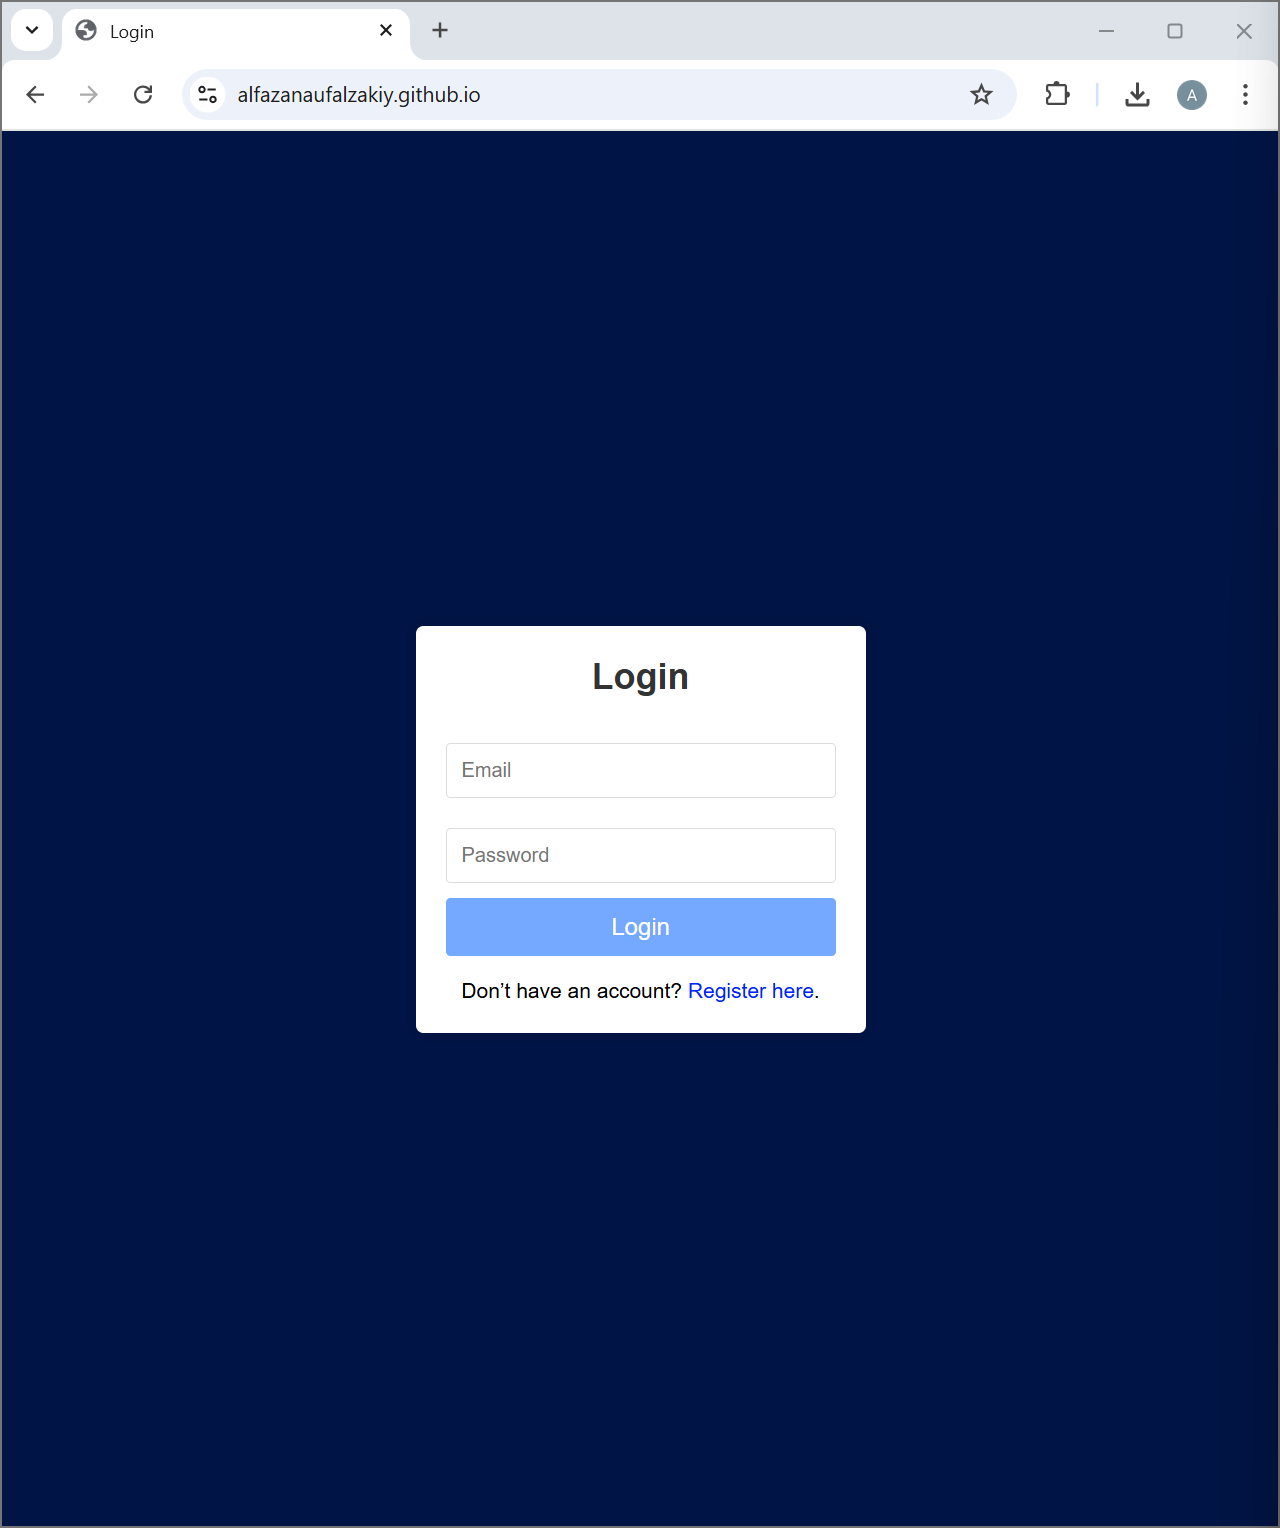 Login
alfazanaufalzakiy.github.io
A
Login
Email
Password
Login
Don’t have an account? Register here.